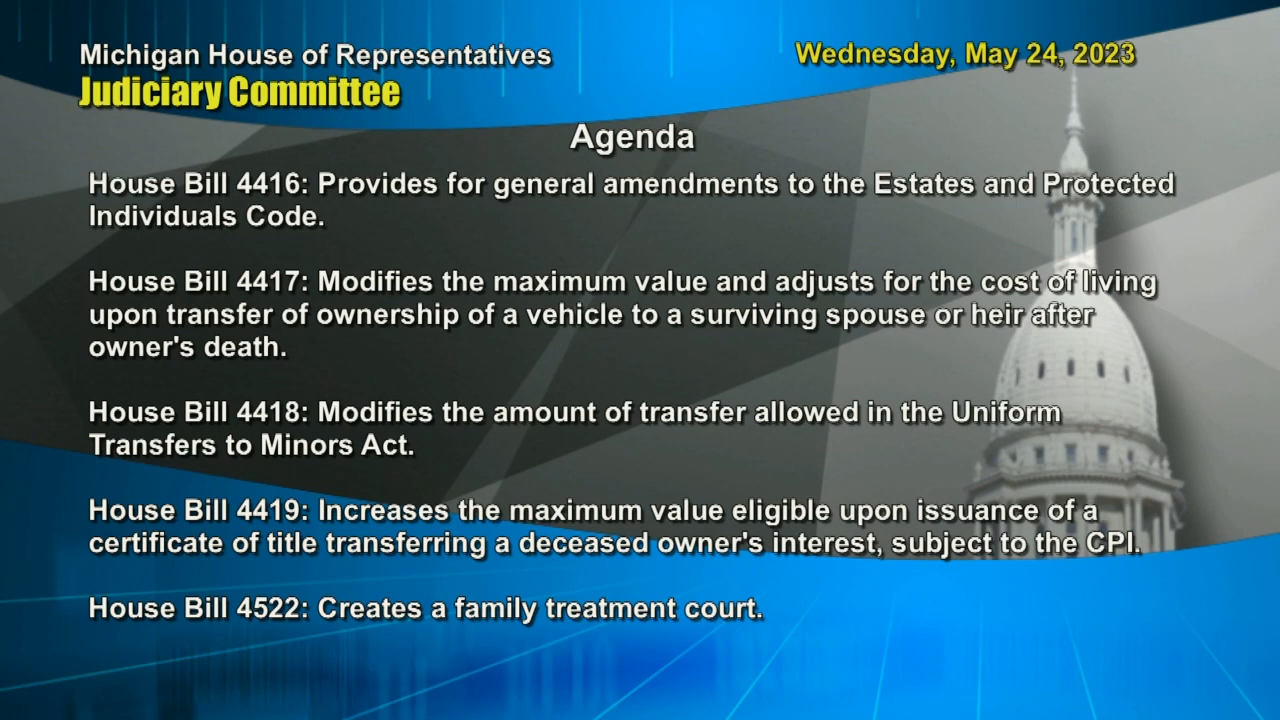 Michigan House of Representatives
Wednesday, May 24, 2023
Judiciary Committee
Agenda
House Bill 4416: Provides for general amendments to the Estates and Protected
Individuals Code.
House Bill 4417: Modifies the maximum value and adjusts for the cost of living
upon transfer of ownership of a vehicle to a surviving spouse or heir after
owner's death.
House Bill 4418: Modifies the amount of transfer allowed in the Uniform
Transfers to Minors Act.
House Bill 4419: Increases the maximum value eligible upon issuance of a
certificate of title transferring a deceased owner's interest, subject to the CPI.
House Bill 4522: Creates a family treatment court.